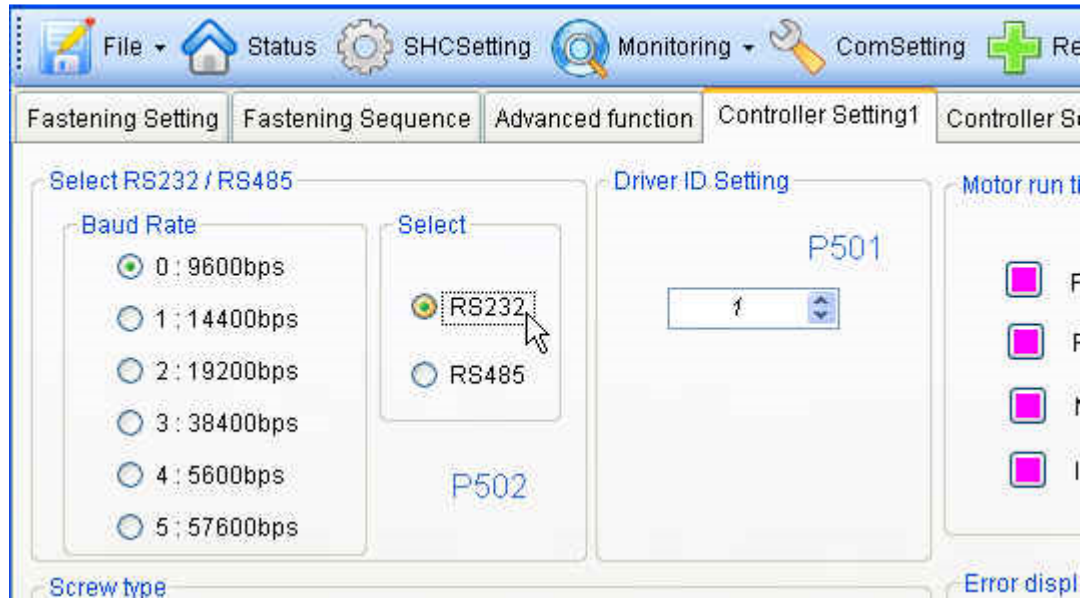 File Status SHCSetting Monitoring ComSetting Re
Fastening Setting Fastening Sequence Advanced function Controller Setting1 Controller Se
Select RS232 / RS485
Baud Rate
0 : 9600bps
1 : 14400bps
2 : 19200bps
3 : 38400bps
4 : 5600bps
5 : 57600bps
Select
RS232
RS485
P502
Driver ID Setting
P501
1
Motor run ti
F
F
I
Screw type
Error displ